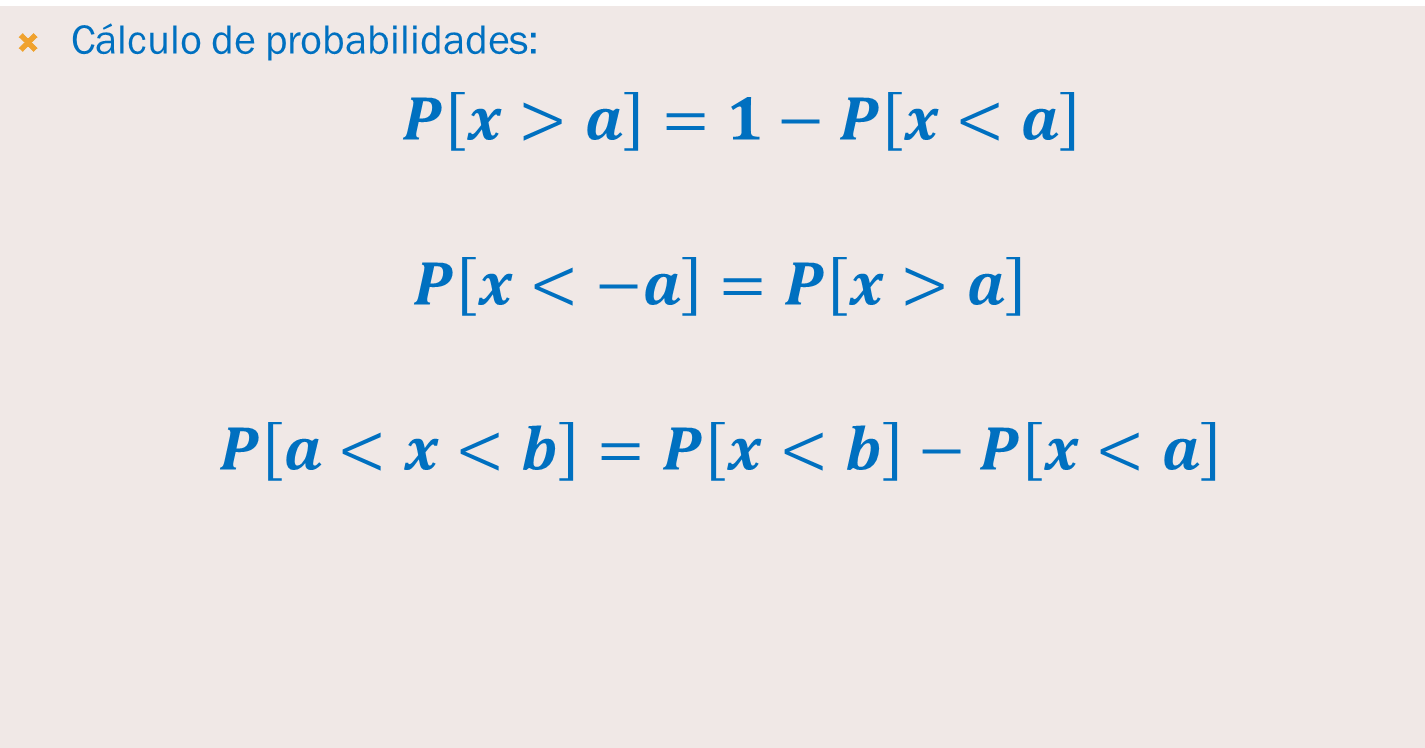 Cálculo de probabilidades:
P[x > a] = 1 − P[x < a]
P[x < −a] = P[x > a]
P[a < x < b] = P[x < b] − P[x < a]